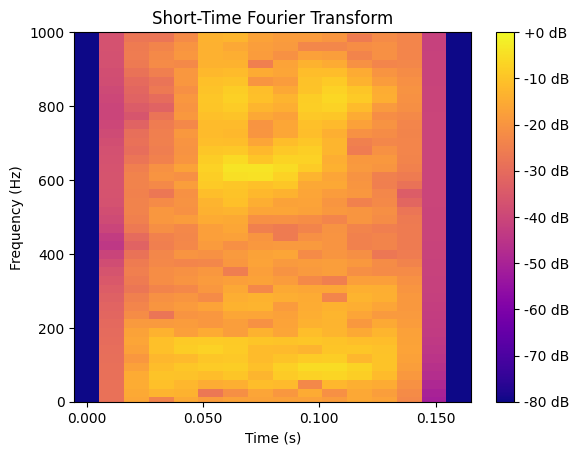 Short-Time Fourier Transform
1000
800
600
400
200
0
Frequency (Hz)
0.000
0.050
0.100
0.150
Time (s)
+0 dB
-10 dB
-20 dB
-30 dB
-40 dB
-50 dB
-60 dB
-70 dB
-80 dB